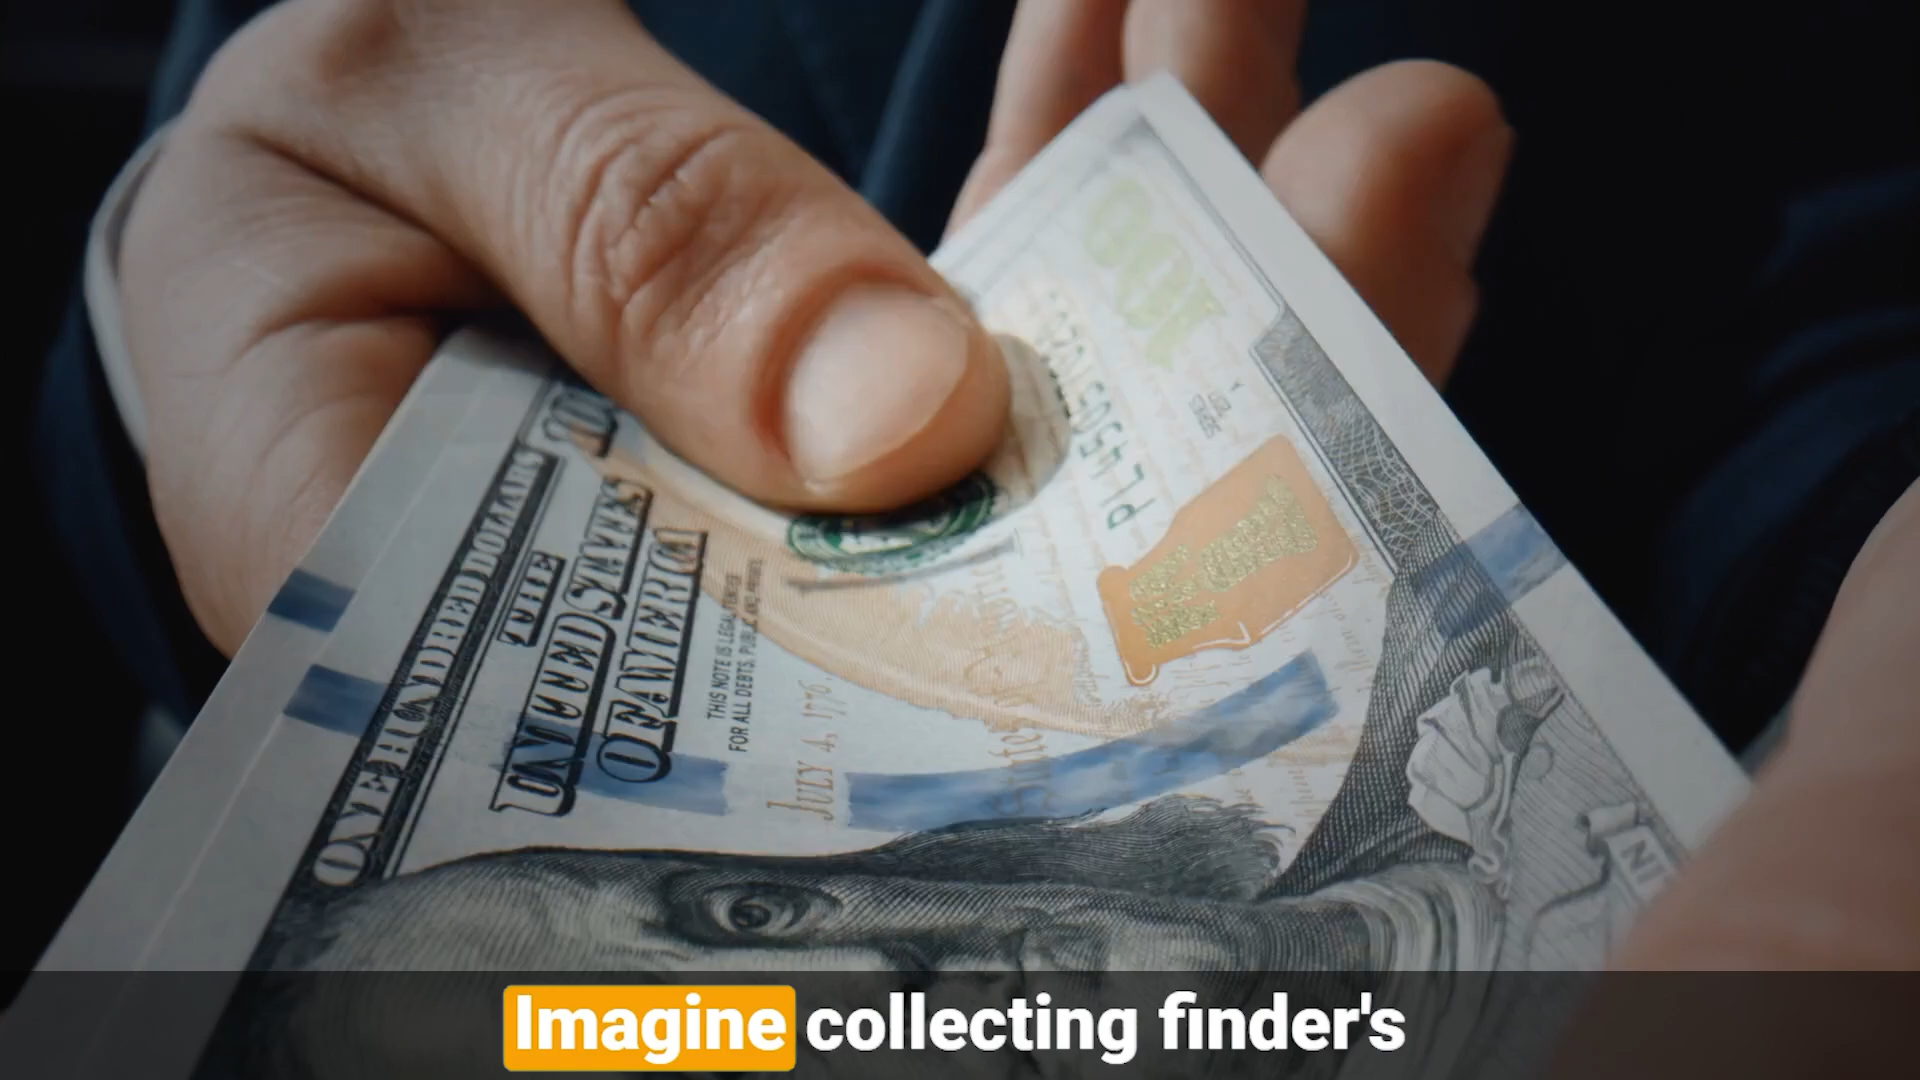 ONE HUNDRED DOLLARS
THE
UNITED STATES
OF AMERICA
THIS NOTE IS LEGAL TENDER
FOR ALL DEBTS, PUBLIC AND PRIVATE
JULY 4, 1776
100
Imagine collecting finder's